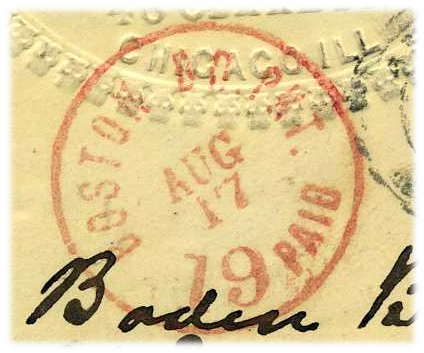 CHICAGO ILL
BOSTON BR. PKT. PAID
AUG
17
19
Baden